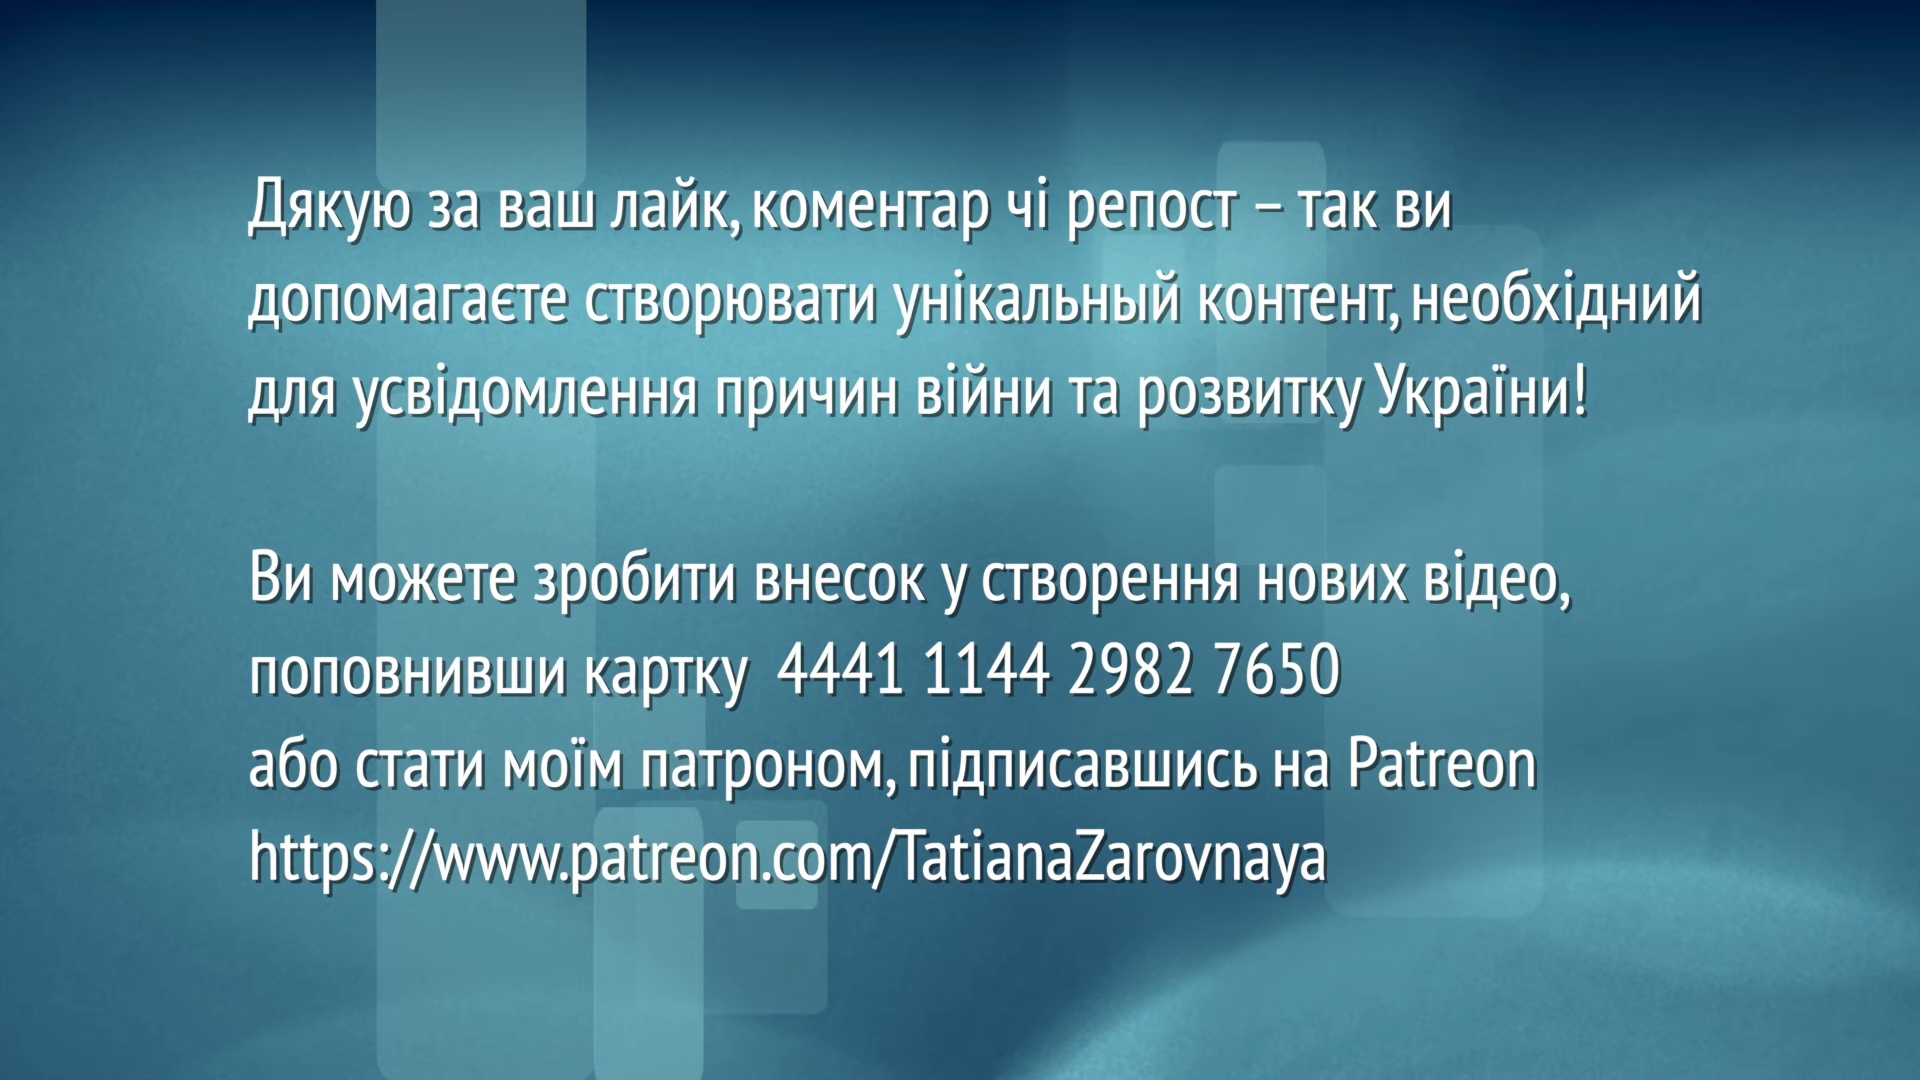 Дякую за ваш лайк, коментар чі репост – так ви
допомагаєте створювати унікальный контент, необхідний
для усвідомлення причин війни та розвитку України!
Ви можете зробити внесок у створення нових відео,
поповнивши картку 4441 1144 2982 7650
або стати моїм патроном, підписавшись на Patreon
https://www.patreon.com/TatianaZarovnaya